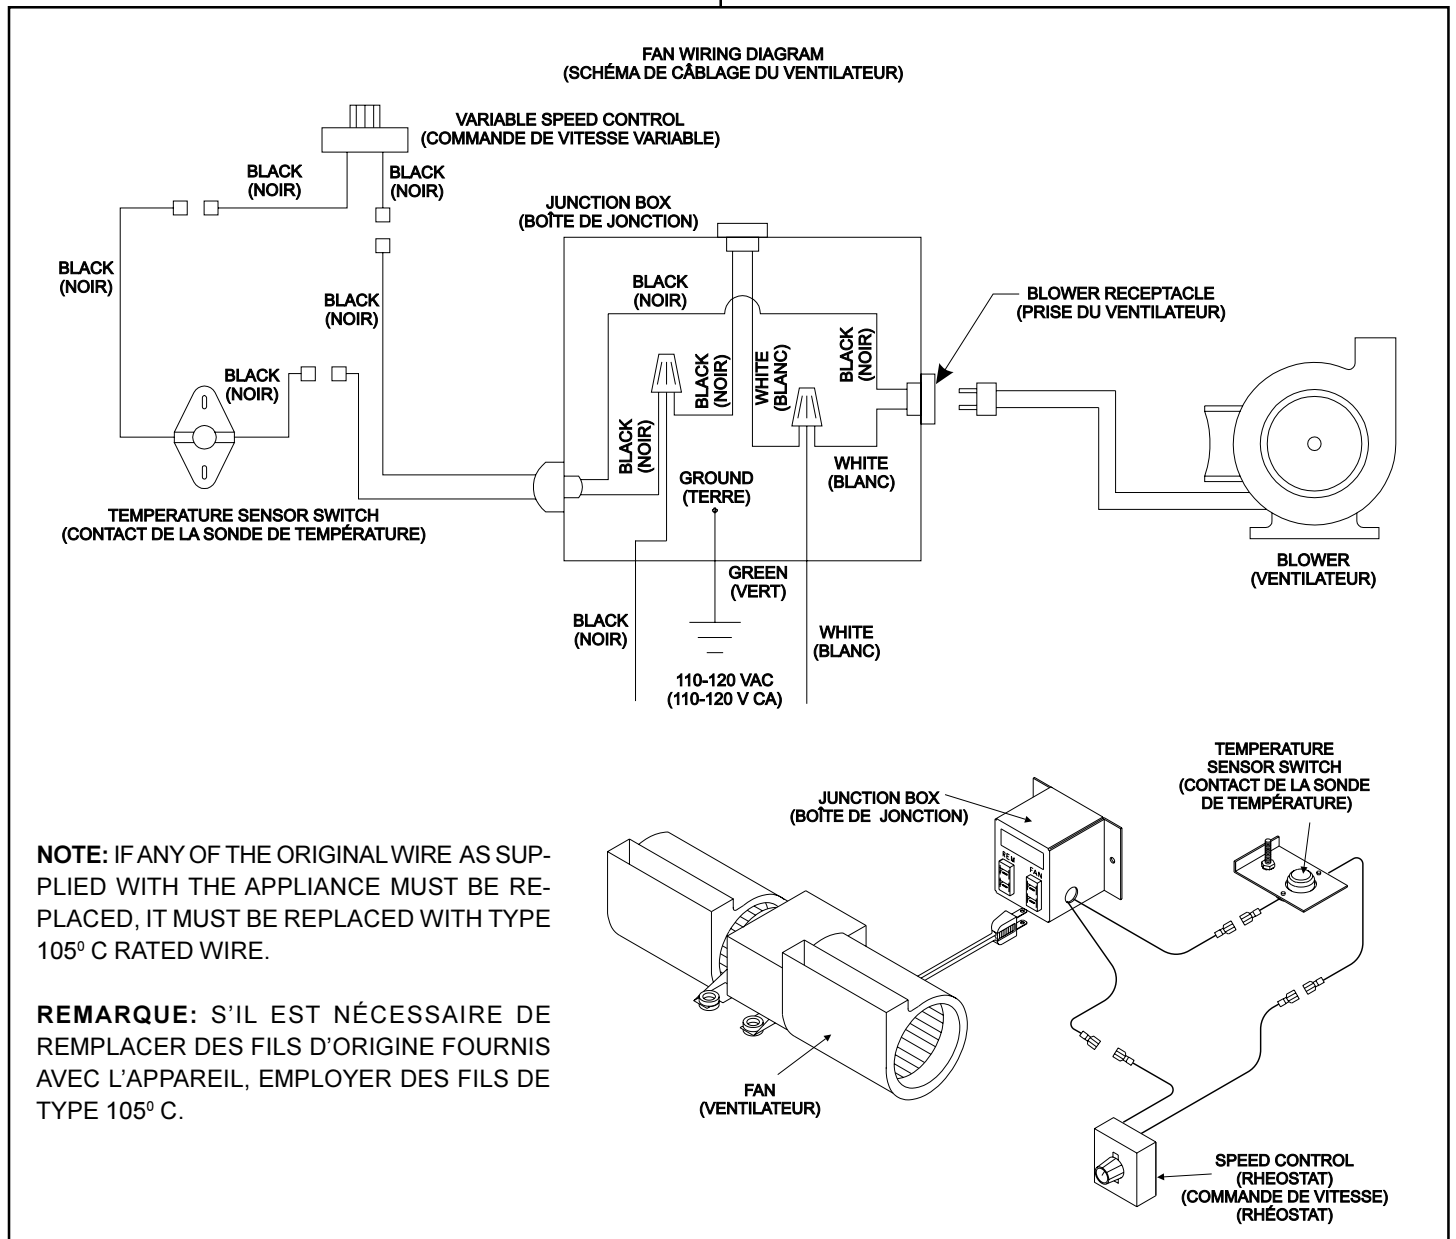 FAN WIRING DIAGRAM
(SCHÉMA DE CÂBLAGE DU VENTILATEUR)
VARIABLE SPEED CONTROL
(COMMANDE DE VITESSE VARIABLE)
BLACK
(NOIR)
BLACK
(NOIR)
JUNCTION BOX
(BOÎTE DE JONCTION)
BLACK
(NOIR)
BLACK
(NOIR)
BLACK
(NOIR)
BLOWER RECEPTACLE
(PRISE DU VENTILATEUR)
BLACK
(NOIR)
BLACK
(NOIR)
WHITE
(BLANC)
BLACK
(NOIR)
BLACK
(NOIR)
WHITE
(BLANC)
GROUND
(TERRE)
TEMPERATURE SENSOR SWITCH
(CONTACT DE LA SONDE DE TEMPÉRATURE)
BLOWER
(VENTILATEUR)
GREEN
(VERT)
BLACK
(NOIR)
WHITE
(BLANC)
110-120 VAC
(110-120 V CA)
TEMPERATURE
SENSOR SWITCH
(CONTACT DE LA SONDE
DE TEMPÉRATURE)
JUNCTION BOX
(BOÎTE DE JONCTION)
REM
FAN
NOTE: IF ANY OF THE ORIGINAL WIRE AS SUP-
PLIED WITH THE APPLIANCE MUST BE RE-
PLACED, IT MUST BE REPLACED WITH TYPE
105⁰ C RATED WIRE.
REMARQUE: S'IL EST NÉCESSAIRE DE
REMPLACER DES FILS D'ORIGINE FOURNIS
AVEC L'APPAREIL, EMPLOYER DES FILS DE
TYPE 105⁰ C.
FAN
(VENTILATEUR)
SPEED CONTROL
(RHEOSTAT)
(COMMANDE DE VITESSE)
(RHÉOSTAT)